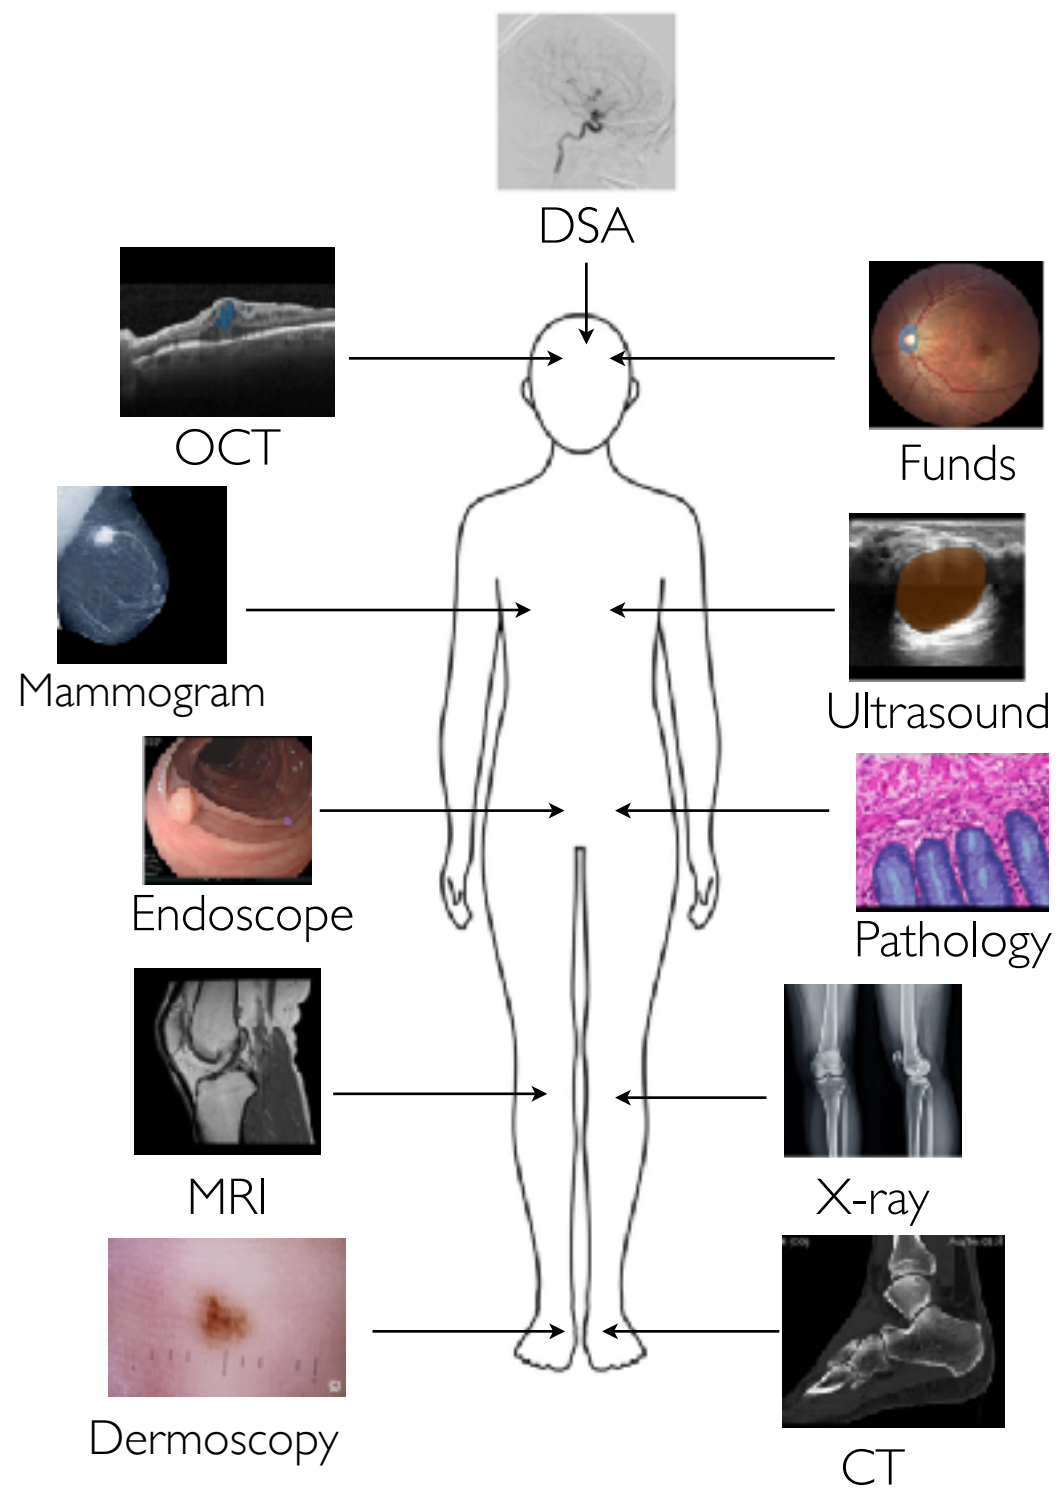 DSA
OCT
Funds
Mammogram
Ultrasound
Endoscope
Pathology
MRI
X-ray
Dermoscopy
CT